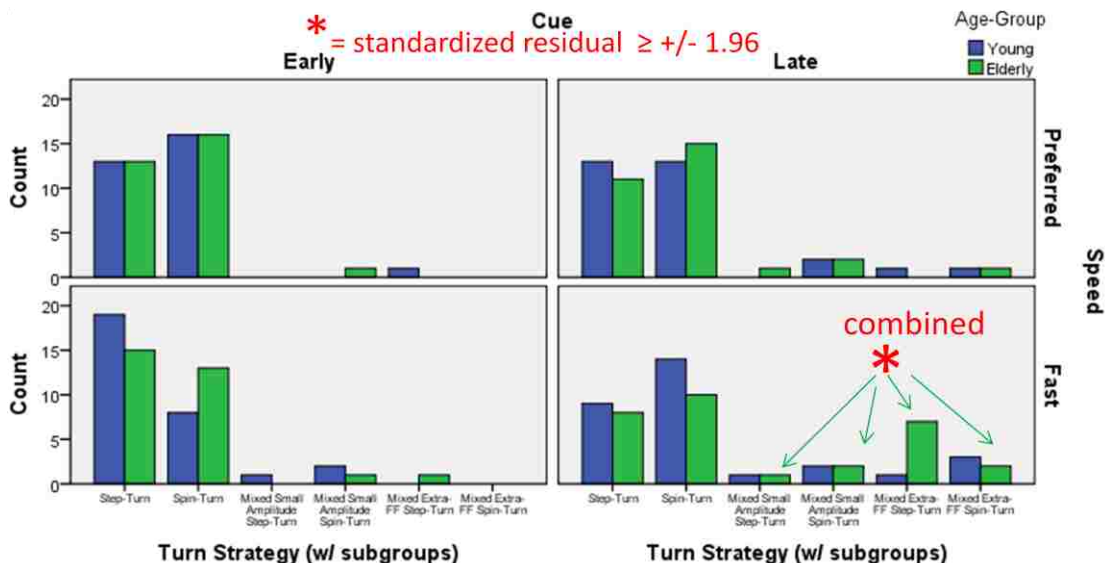 Cue
* = standardized residual ≥ +/- 1.96
Age-Group
Young
Elderly
Early
Late
Count
20
15
10
5
0
Preferred
Count
20
15
10
5
0
combined
*
Fast
Speed
Step-Turn
Spin-Turn
Mixed Small
Amplitude
Step-Turn
Mixed Small
Amplitude
Spin-Turn
Mixed Extra-
FF Step-Turn
Mixed Extra-
FF Spin-Turn
Step-Turn
Spin-Turn
Mixed Small
Amplitude
Step-Turn
Mixed Small
Amplitude
Spin-Turn
Mixed Extra-
FF Step-Turn
Mixed Extra-
FF Spin-Turn
Turn Strategy (w/ subgroups)
Turn Strategy (w/ subgroups)